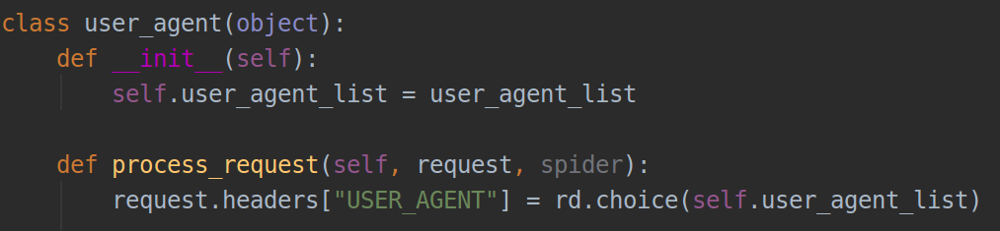 class user_agent(object):
    def __init__(self):
        self.user_agent_list = user_agent_list
    def process_request(self, request, spider):
        request.headers["USER_AGENT"] = rd.choice(self.user_agent_list)